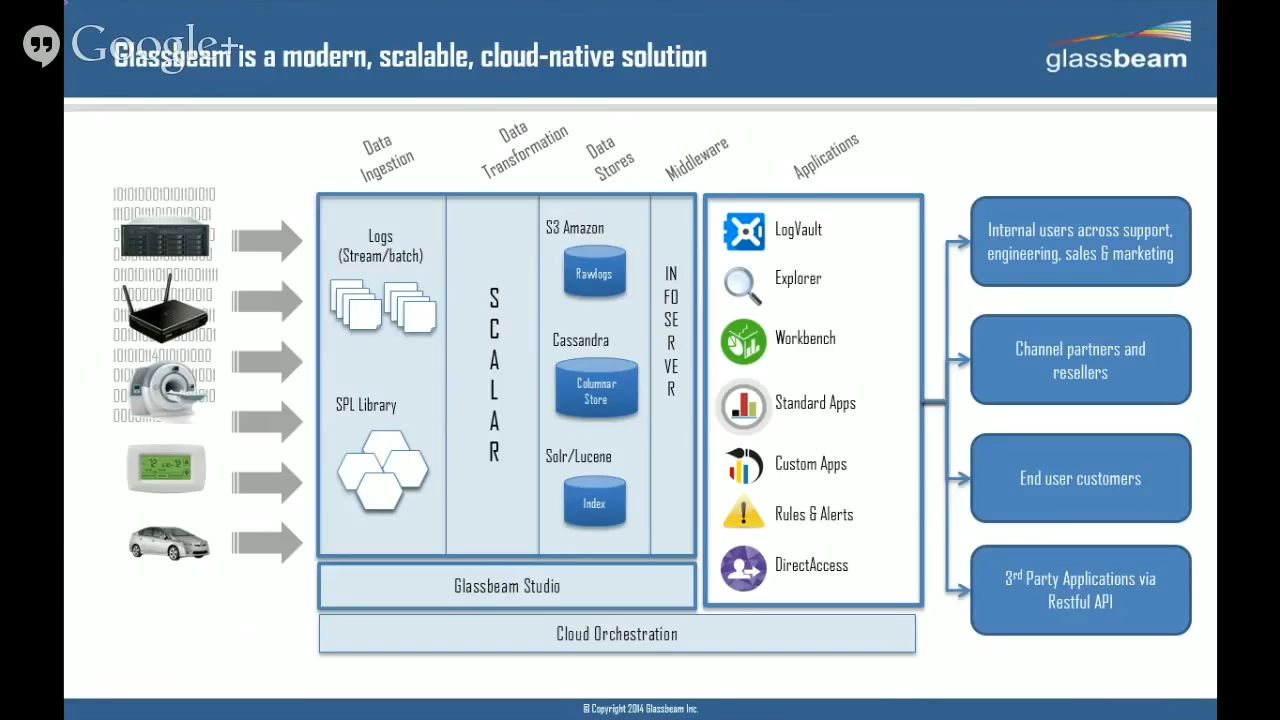 Google+
Glassbeam is a modern, scalable, cloud-native solution
glassbeam
Data
Ingestion
Data
Transformation
Data
Stores
Middleware
Applications
Logs
(Stream/batch)
SPL Library
S
C
A
L
A
R
S3 Amazon
Rawlogs
Cassandra
Columnar
Store
Solr/Lucene
Index
IN
FO
SE
R
VE
R
LogVault
Explorer
Workbench
Standard Apps
Custom Apps
Rules & Alerts
DirectAccess
Internal users across support,
engineering, sales & marketing
Channel partners and
resellers
End user customers
3rd Party Applications via
Restful API
Glassbeam Studio
Cloud Orchestration
© Copyright 2014 Glassbeam Inc